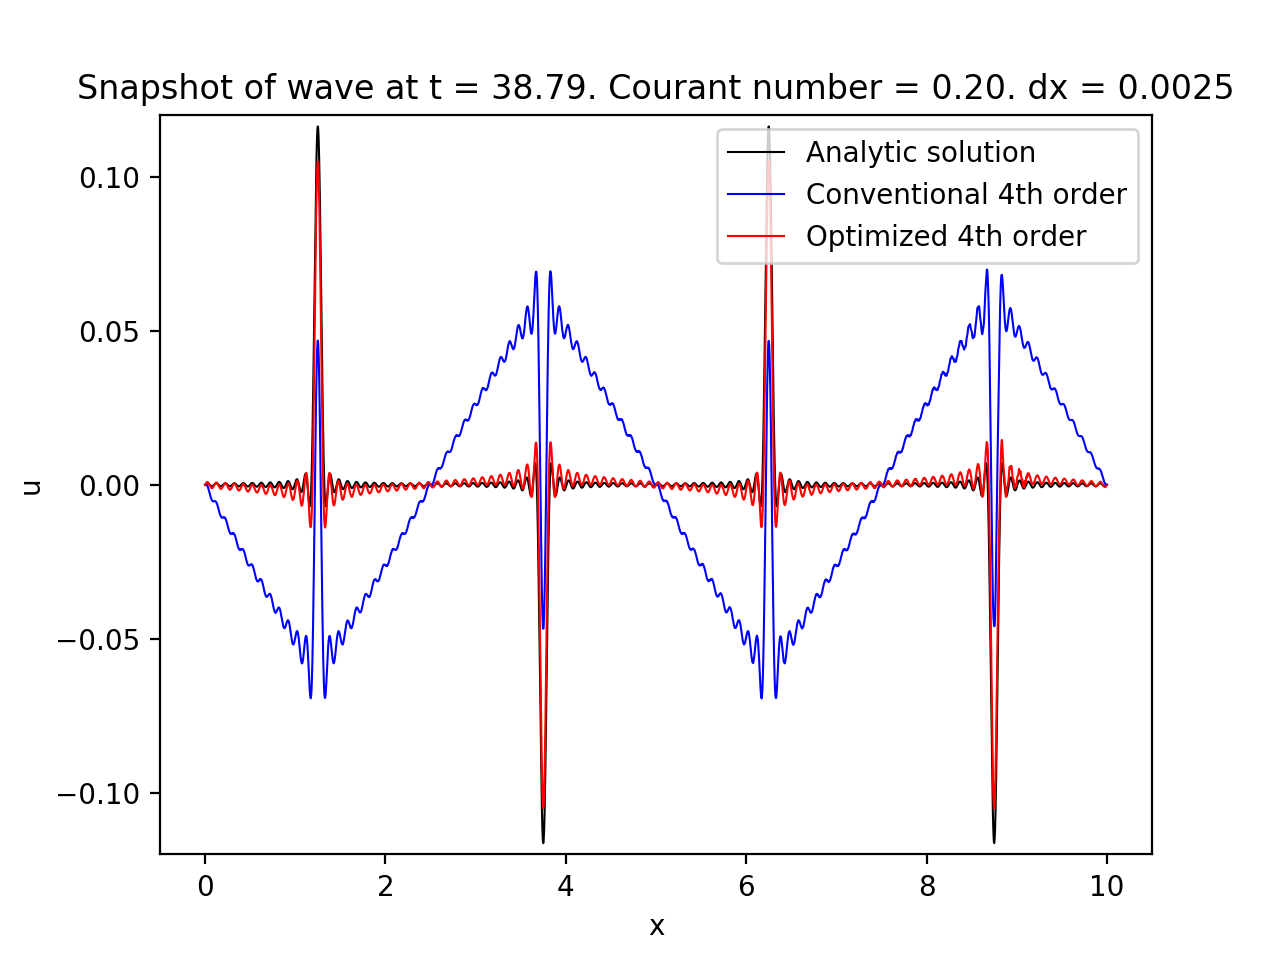 Snapshot of wave at t = 38.79. Courant number = 0.20. dx = 0.0025
Analytic solution
Conventional 4th order
Optimized 4th order
0.10
0.05
0.00
−0.05
−0.10
u
0 2 4 6 8 10
x